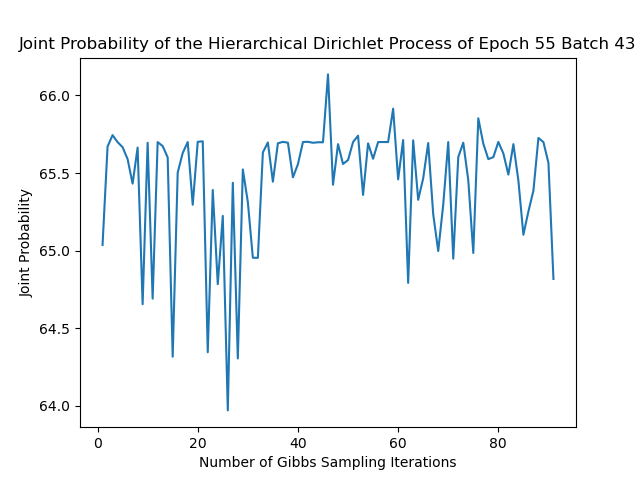 Joint Probability of the Hierarchical Dirichlet Process of Epoch 55 Batch 43
66.0
65.5
65.0
64.5
64.0
Joint Probability
0 20 40 60 80
Number of Gibbs Sampling Iterations